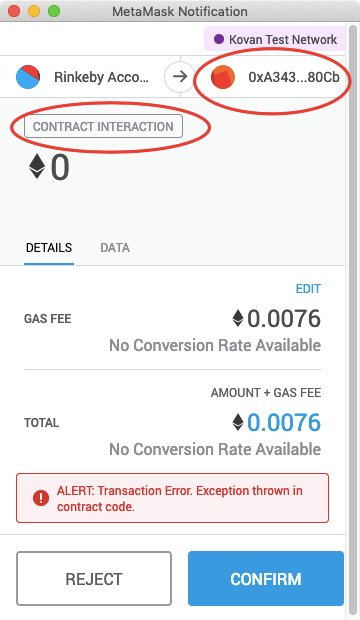 MetaMask Notification
Kovan Test Network
Rinkeby Acco... 0xA343...80Cb
CONTRACT INTERACTION
0
DETAILS DATA
EDIT
GAS FEE 0.0076
No Conversion Rate Available
AMOUNT + GAS FEE
TOTAL 0.0076
No Conversion Rate Available
ALERT: Transaction Error. Exception thrown in
contract code.
REJECT CONFIRM